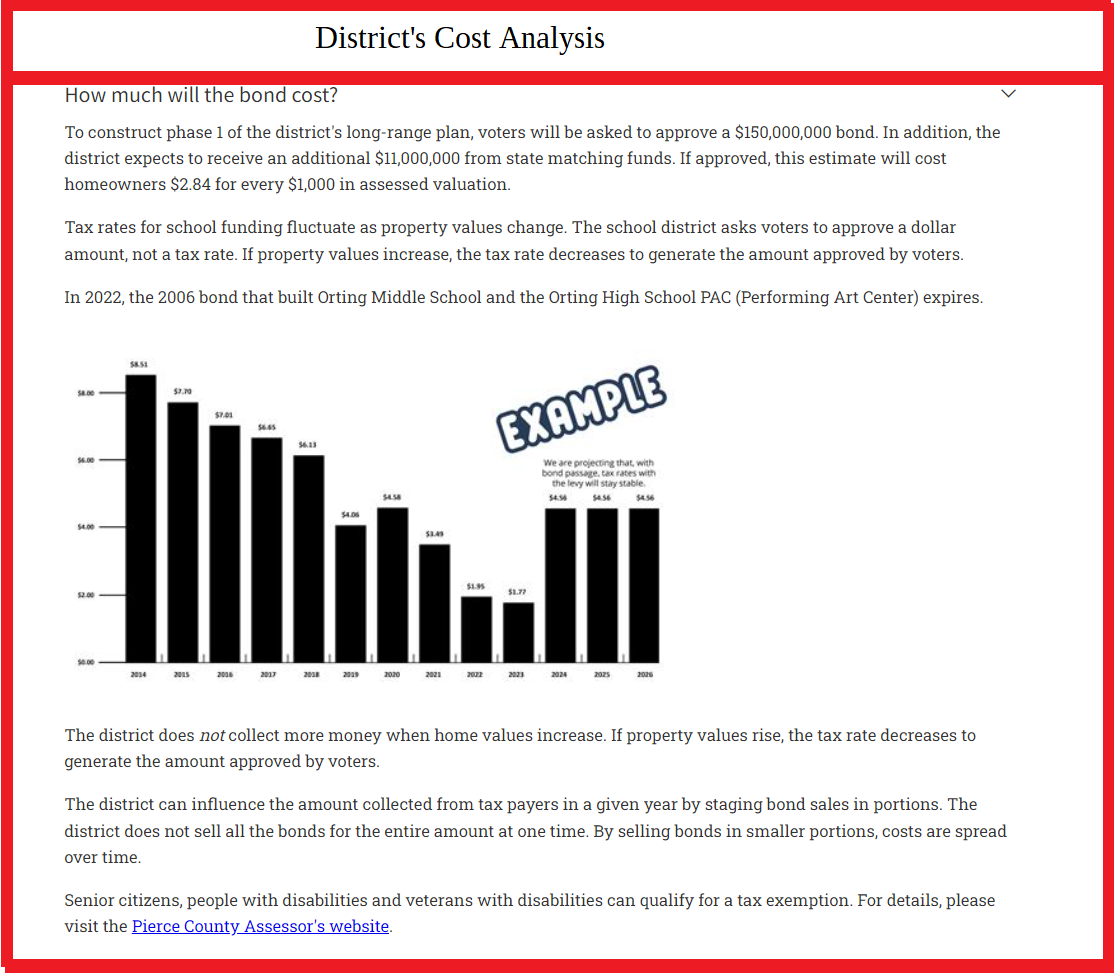 District's Cost Analysis
How much will the bond cost?
To construct phase 1 of the district's long-range plan, voters will be asked to approve a $150,000,000 bond. In addition, the
district expects to receive an additional $11,000,000 from state matching funds. If approved, this estimate will cost
homeowners $2.84 for every $1,000 in assessed valuation.
Tax rates for school funding fluctuate as property values change. The school district asks voters to approve a dollar
amount, not a tax rate. If property values increase, the tax rate decreases to generate the amount approved by voters.
In 2022, the 2006 bond that built Orting Middle School and the Orting High School PAC (Performing Art Center) expires.
$8.51
$8.00
$7.70
$7.01
$6.65
$6.13
$6.00
EXAMPLE
We are projecting that, with
bond passage, tax rates with
the levy will stay stable.
$4.58
$4.56 $4.56 $4.56
$4.06
$4.00
$3.49
$2.00
$1.95
$1.77
$0.00
2014 2015 2016 2017 2018 2019 2020 2021 2022 2023 2024 2025 2026
The district does not collect more money when home values increase. If property values rise, the tax rate decreases to
generate the amount approved by voters.
The district can influence the amount collected from tax payers in a given year by staging bond sales in portions. The
district does not sell all the bonds for the entire amount at one time. By selling bonds in smaller portions, costs are spread
over time.
Senior citizens, people with disabilities and veterans with disabilities can qualify for a tax exemption. For details, please
visit the Pierce County Assessor's website.